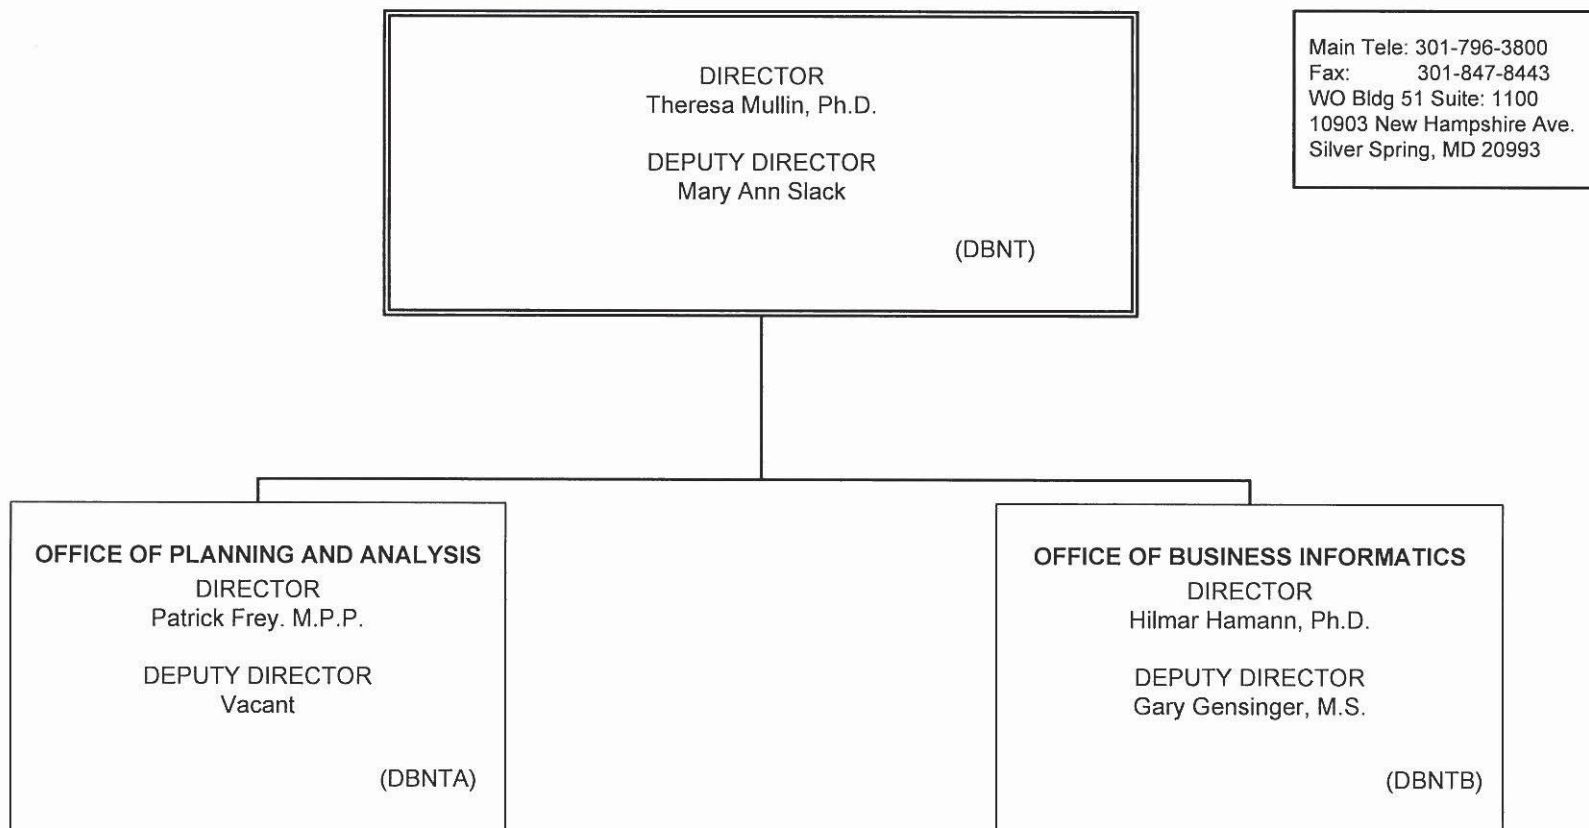 DIRECTOR
Theresa Mullin, Ph.D.
DEPUTY DIRECTOR
Mary Ann Slack
(DBNT)
Main Tele: 301-796-3800
Fax: 301-847-8443
WO Bldg 51 Suite: 1100
10903 New Hampshire Ave.
Silver Spring, MD 20993
OFFICE OF PLANNING AND ANALYSIS
DIRECTOR
Patrick Frey. M.P.P.
DEPUTY DIRECTOR
Vacant
(DBNTA)
OFFICE OF BUSINESS INFORMATICS
DIRECTOR
Hilmar Hamann, Ph.D.
DEPUTY DIRECTOR
Gary Gensinger, M.S.
(DBNTB)